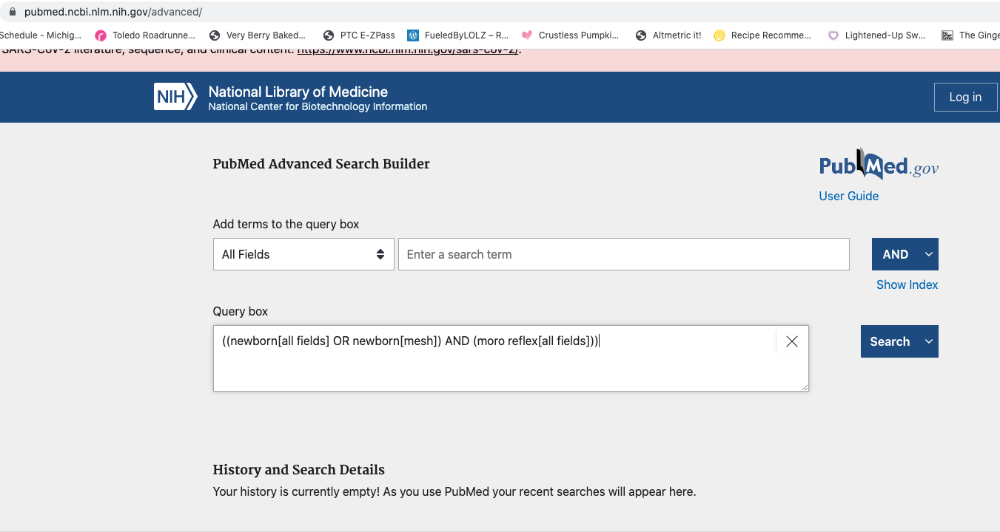 pubmed.ncbi.nlm.nih.gov/advanced/
Schedule - Michig... Toledo Roadrunne... Very Berry Baked... PTC E-ZPass FueledByLOLZ – R... Crustless Pumpki... Altmetric it! Recipe Recomme... Lightened-Up Sw... The Ginge
SARS-CoV-2 literature, sequence, and clinical content: https://www.ncbi.nlm.nih.gov/sars-cov-2/.
NIH National Library of Medicine
National Center for Biotechnology Information
Log in
PubMed Advanced Search Builder
PubMed.gov
User Guide
Add terms to the query box
All Fields Enter a search term AND
Show Index
Query box
((newborn[all fields] OR newborn[mesh]) AND (moro reflex[all fields])) Search
History and Search Details
Your history is currently empty! As you use PubMed your recent searches will appear here.